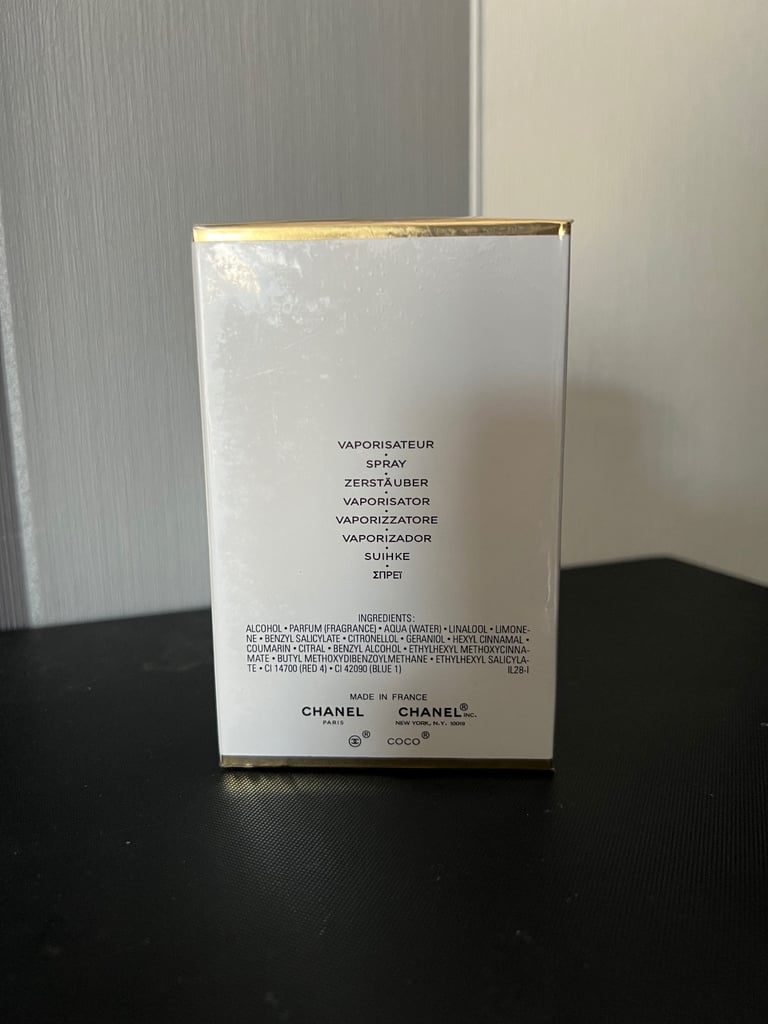 VAPORISATEUR
•
SPRAY
•
ZERSTÄUBER
•
VAPORISATOR
•
VAPORIZZATORE
•
VAPORIZADOR
•
SUIHKE
•
ΣΠΡΕΪ
INGREDIENTS:
ALCOHOL • PARFUM (FRAGRANCE) • AQUA (WATER) • LINALOOL • LIMONE-
NE • BENZYL SALICYLATE • CITRONELLOL • GERANIOL • HEXYL CINNAMAL •
COUMARIN • CITRAL • BENZYL ALCOHOL • ETHYLHEXYL METHOXYCINNA-
MATE • BUTYL METHOXYDIBENZOYLMETHANE • ETHYLHEXYL SALICYLA-
TE • CI 14700 (RED 4) • CI 42090 (BLUE 1) IL28-I
MADE IN FRANCE
CHANEL CHANEL® INC.
PARIS NEW YORK, N.Y. 10019
® COCO®